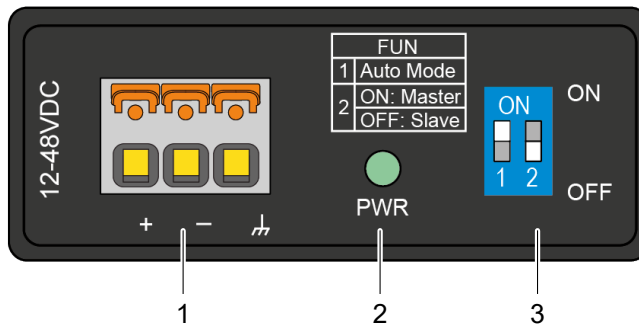 12-48VDC
+ −
FUN
1 Auto Mode
2 ON: Master
OFF: Slave
PWR
ON
1 2
ON
OFF
1 2 3